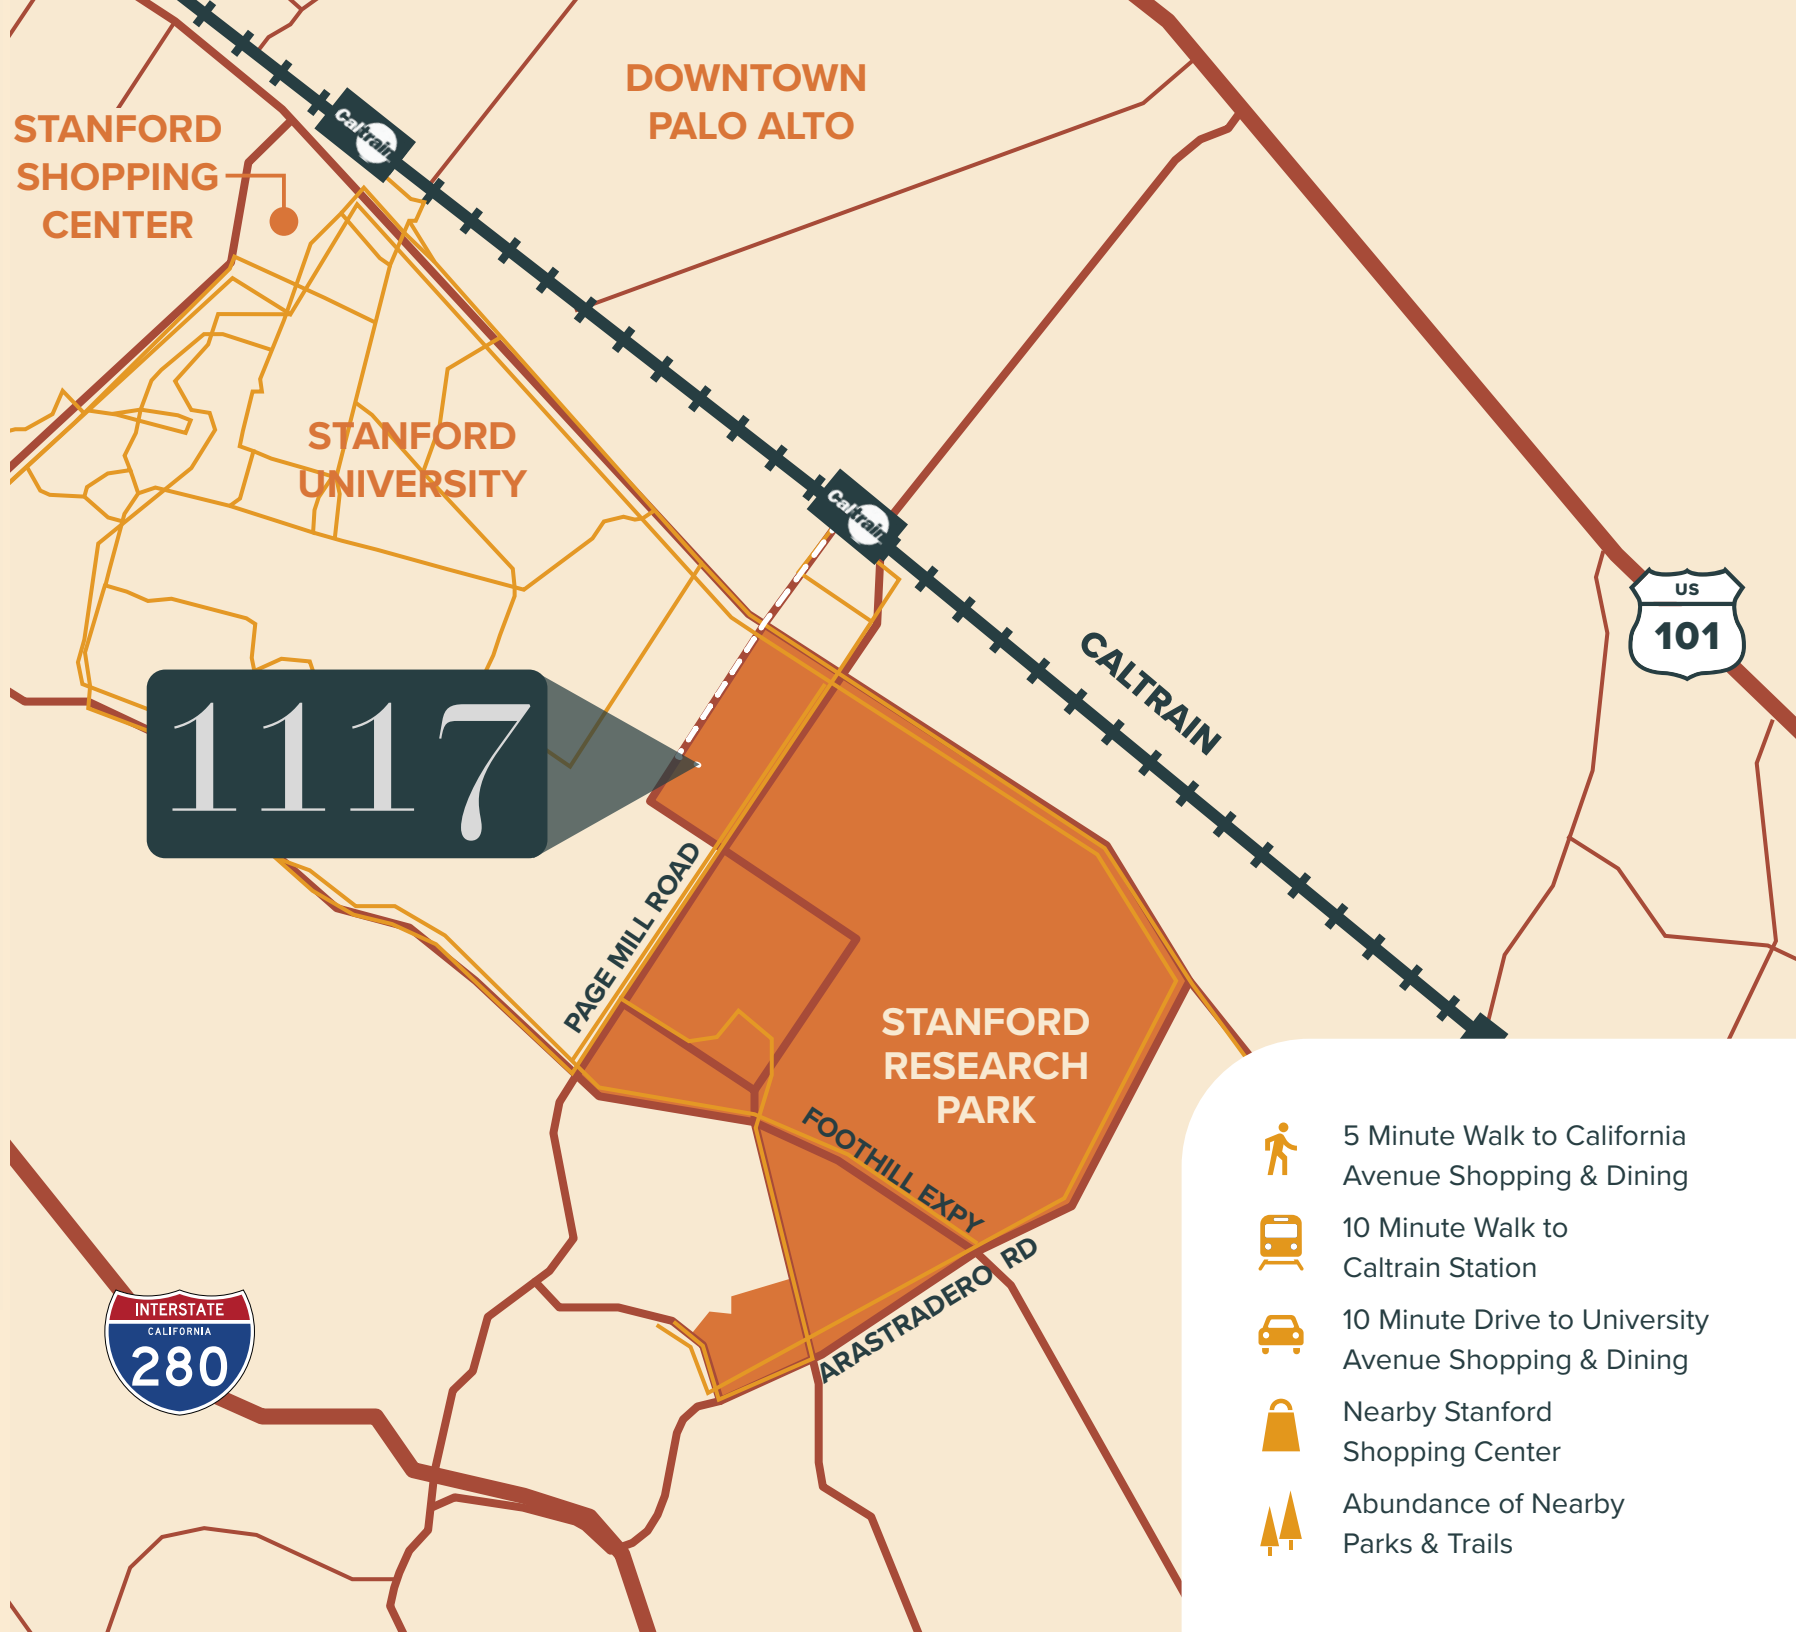 DOWNTOWN
PALO ALTO
STANFORD
SHOPPING
CENTER
Caltrain
STANFORD
UNIVERSITY
Caltrain
CALTRAIN
US
101
1117
PAGE MILL ROAD
STANFORD
RESEARCH
PARK
FOOTHILL EXPY
ARASTRADERO RD
INTERSTATE
CALIFORNIA
280
5 Minute Walk to California
Avenue Shopping & Dining
10 Minute Walk to
Caltrain Station
10 Minute Drive to University
Avenue Shopping & Dining
Nearby Stanford
Shopping Center
Abundance of Nearby
Parks & Trails